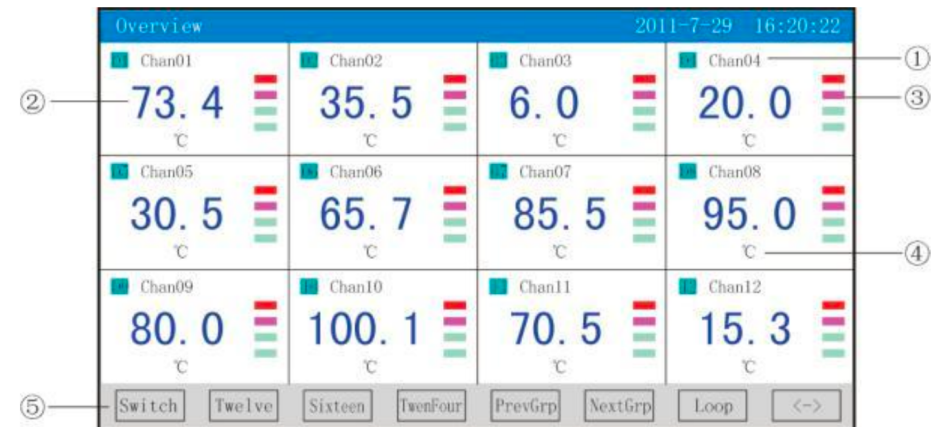 Overview 2011-7-29 16:20:22
Chan01 Chan02 Chan03 Chan04 ①
② 73.4 35.5 6.0 20.0 ③
℃ ℃ ℃ ℃
Chan05 Chan06 Chan07 Chan08
30.5 65.7 85.5 95.0
℃ ℃ ℃ ℃ ④
Chan09 Chan10 Chan11 Chan12
80.0 100.1 70.5 15.3
℃ ℃ ℃ ℃
⑤ Switch Twelve Sixteen TwenFour PrevGrp NextGrp Loop <->